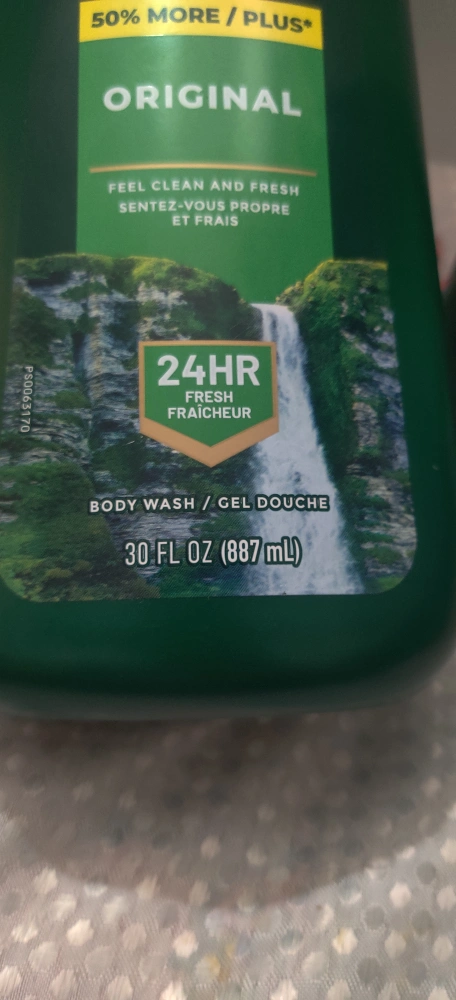 50% MORE / PLUS*
ORIGINAL
FEEL CLEAN AND FRESH
SENTEZ-VOUS PROPRE
ET FRAIS
24HR
FRESH
FRAÎCHEUR
PS0063170
BODY WASH / GEL DOUCHE
30 FL OZ (887 mL)